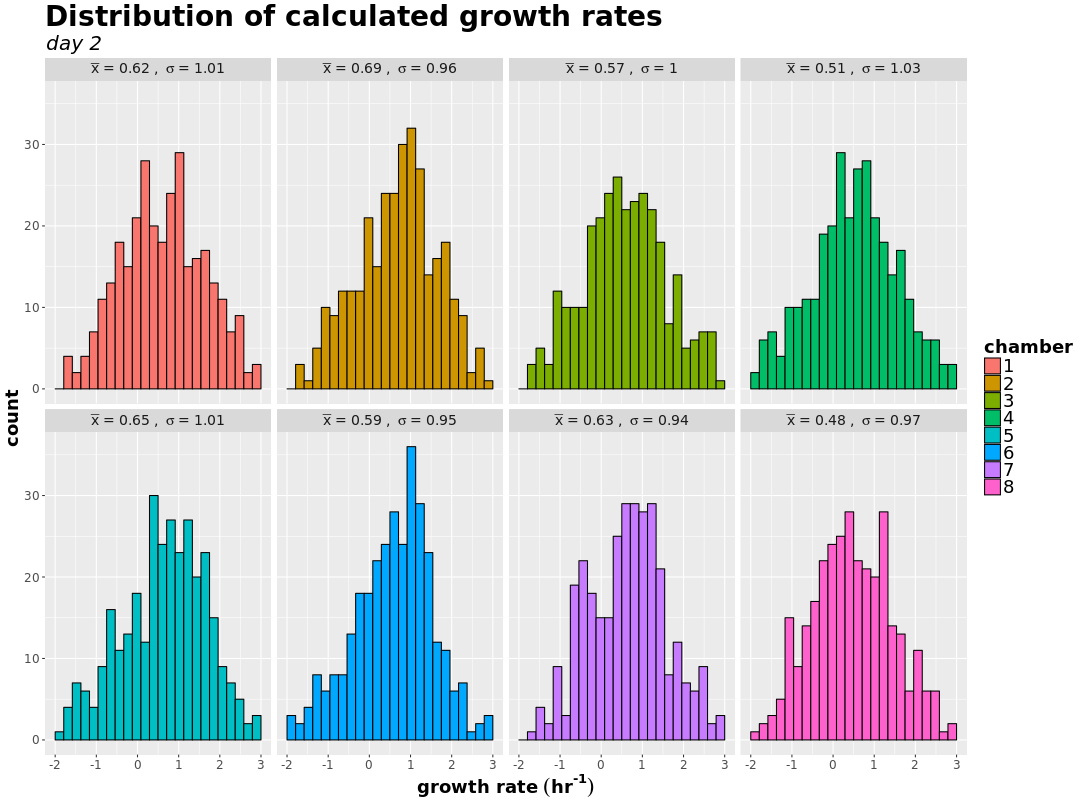 Distribution of calculated growth rates
day 2
x̅ = 0.62 , σ = 1.01
x̅ = 0.69 , σ = 0.96
x̅ = 0.57 , σ = 1
x̅ = 0.51 , σ = 1.03
30
20
10
0
x̅ = 0.65 , σ = 1.01
x̅ = 0.59 , σ = 0.95
x̅ = 0.63 , σ = 0.94
x̅ = 0.48 , σ = 0.97
30
20
10
0
-2 -1 0 1 2 3
-2 -1 0 1 2 3
-2 -1 0 1 2 3
-2 -1 0 1 2 3
count
growth rate (hr⁻¹)
chamber
1
2
3
4
5
6
7
8